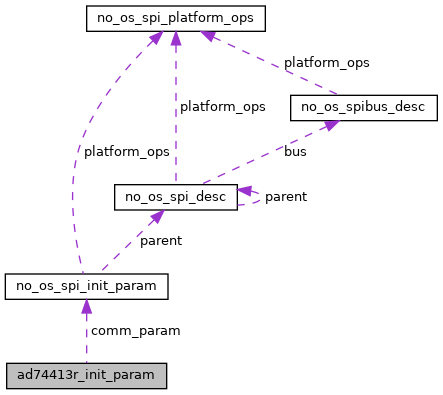 no_os_spi_platform_ops
platform_ops
no_os_spibus_desc
platform_ops
platform_ops
bus
no_os_spi_desc
parent
parent
no_os_spi_init_param
comm_param
ad74413r_init_param